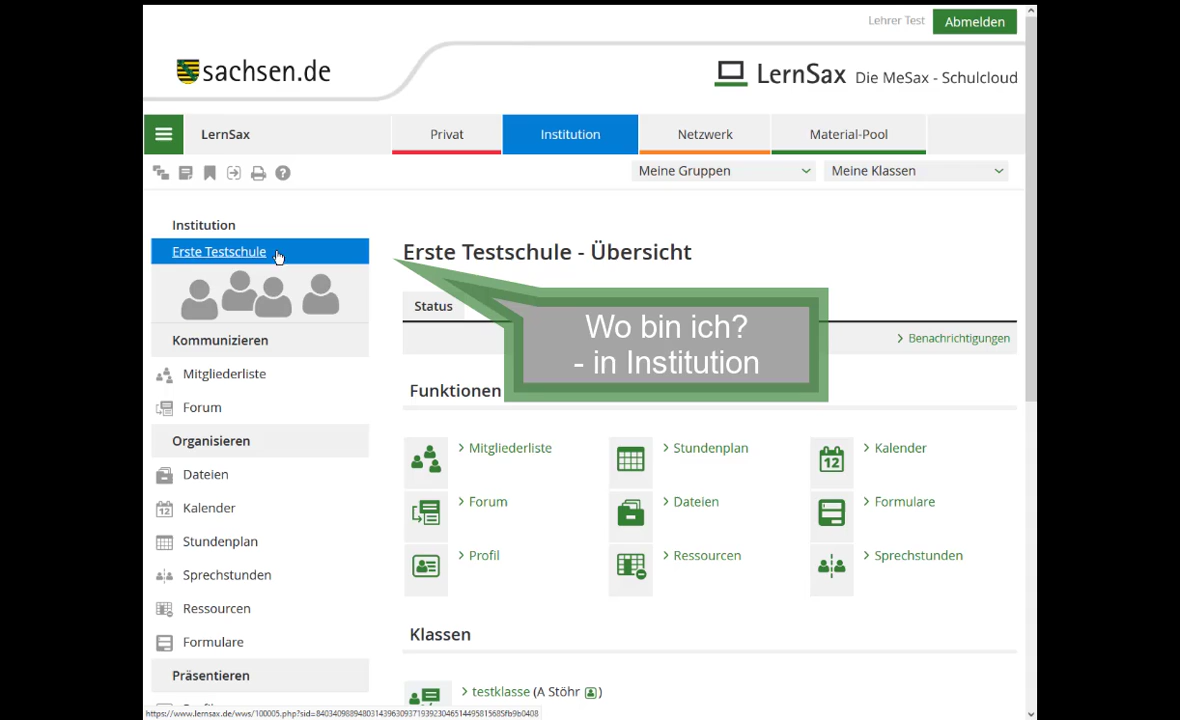 Lehrer Test
Abmelden
sachsen.de
LernSax Die MeSax - Schulcloud
LernSax
Privat
Institution
Netzwerk
Material-Pool
Meine Gruppen
Meine Klassen
Institution
Erste Testschule
Kommunizieren
Mitgliederliste
Forum
Organisieren
Dateien
Kalender
Stundenplan
Sprechstunden
Ressourcen
Formulare
Präsentieren
Erste Testschule - Übersicht
Status
Benachrichtigungen
Wo bin ich?
- in Institution
Funktionen
Mitgliederliste
Stundenplan
Kalender
12
Forum
Dateien
Formulare
Profil
Ressourcen
Sprechstunden
Klassen
testklasse (A Stöhr)